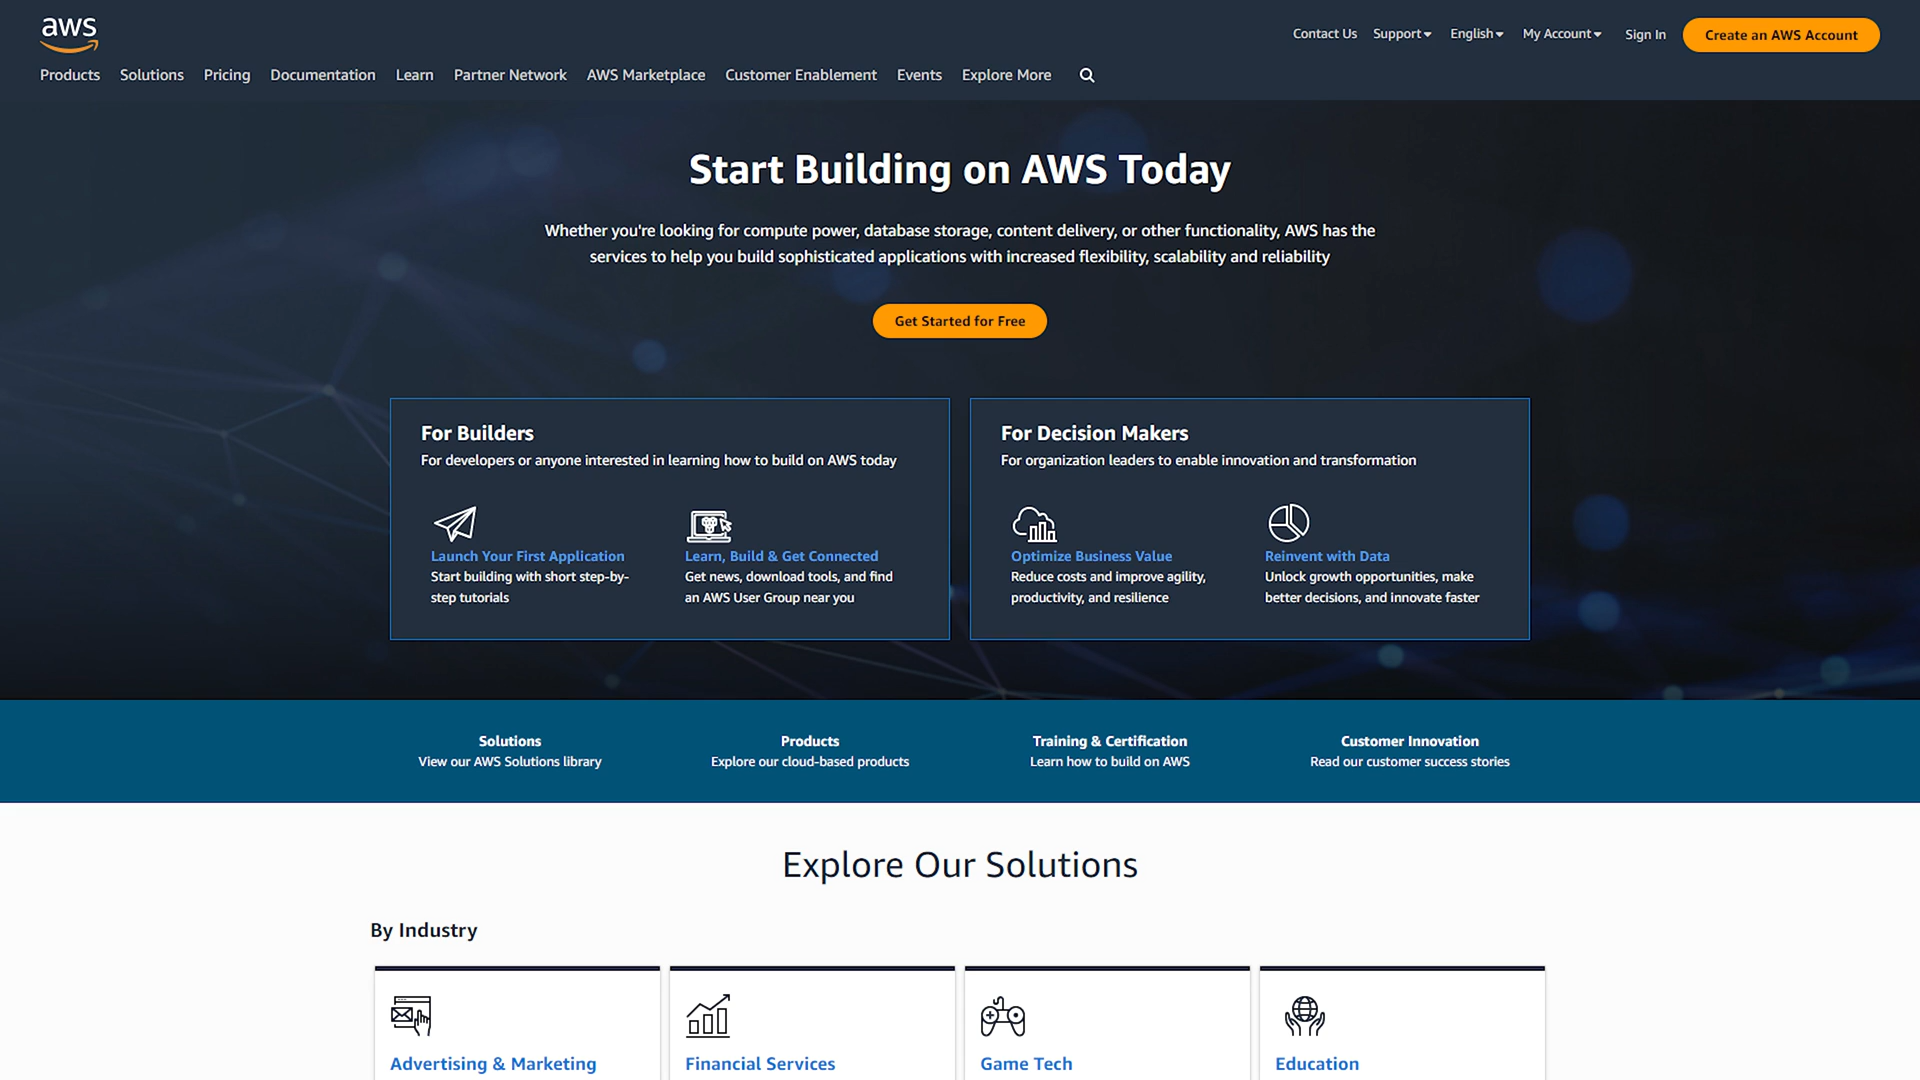 aws
Contact Us
Support
English
My Account
Sign In
Create an AWS Account
Products
Solutions
Pricing
Documentation
Learn
Partner Network
AWS Marketplace
Customer Enablement
Events
Explore More
Start Building on AWS Today
Whether you're looking for compute power, database storage, content delivery, or other functionality, AWS has the
services to help you build sophisticated applications with increased flexibility, scalability and reliability
Get Started for Free
For Builders
For developers or anyone interested in learning how to build on AWS today
Launch Your First Application
Start building with short step-by-
step tutorials
Learn, Build & Get Connected
Get news, download tools, and find
an AWS User Group near you
For Decision Makers
For organization leaders to enable innovation and transformation
Optimize Business Value
Reduce costs and improve agility,
productivity, and resilience
Reinvent with Data
Unlock growth opportunities, make
better decisions, and innovate faster
Solutions
View our AWS Solutions library
Products
Explore our cloud-based products
Training & Certification
Learn how to build on AWS
Customer Innovation
Read our customer success stories
Explore Our Solutions
By Industry
Advertising & Marketing
Financial Services
Game Tech
Education